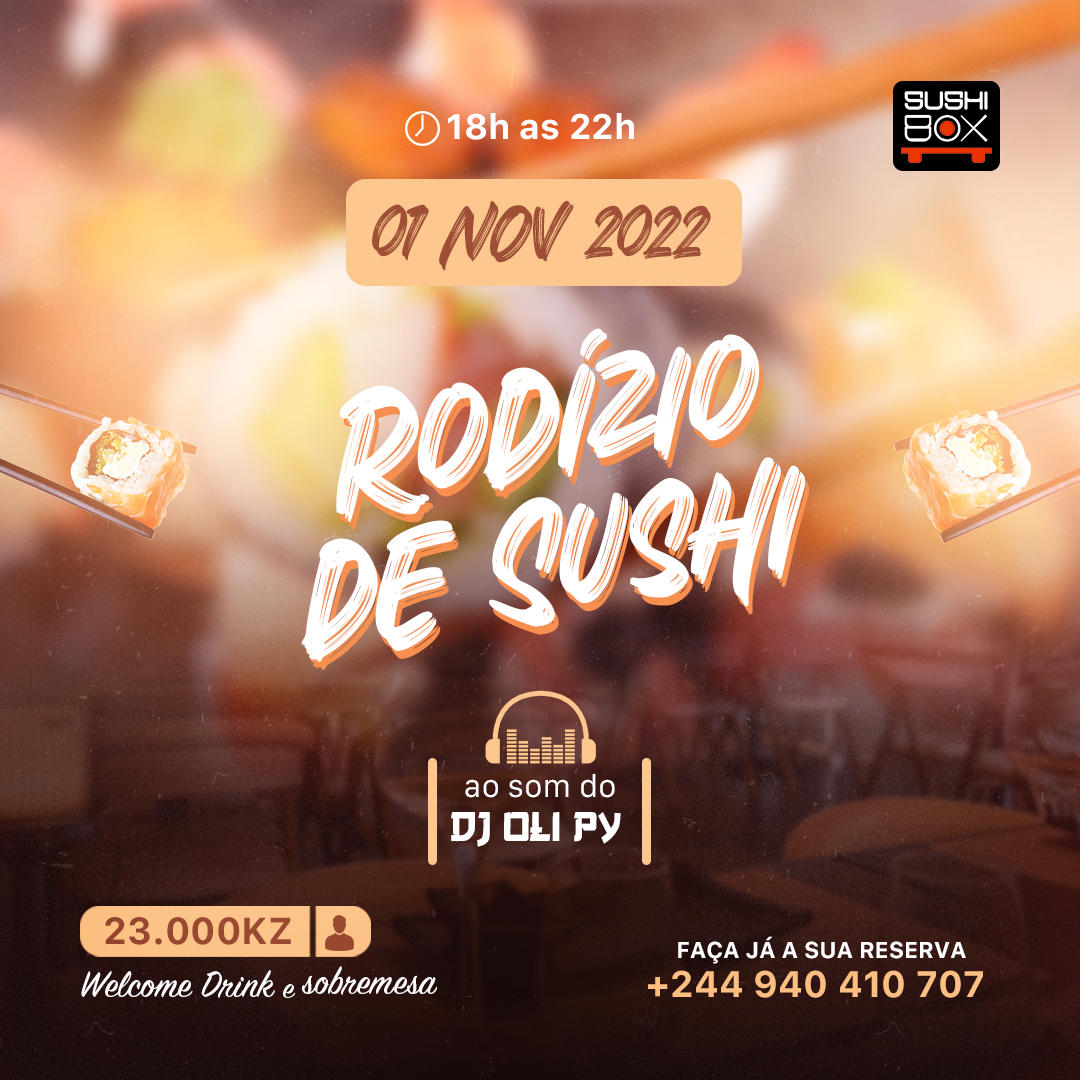 18h as 22h
SUSHI
BOX
01 NOV 2022
RODÍZIO
DE SUSHI
ao som do
DJ OLI PY
23.000KZ
Welcome Drink e sobremesa
FAÇA JÁ A SUA RESERVA
+244 940 410 707